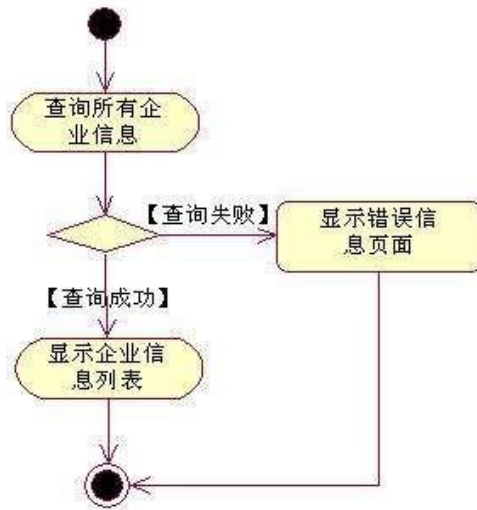 查询所有企
业信息
【查询失败】
显示错误信
息页面
【查询成功】
显示企业信
息列表